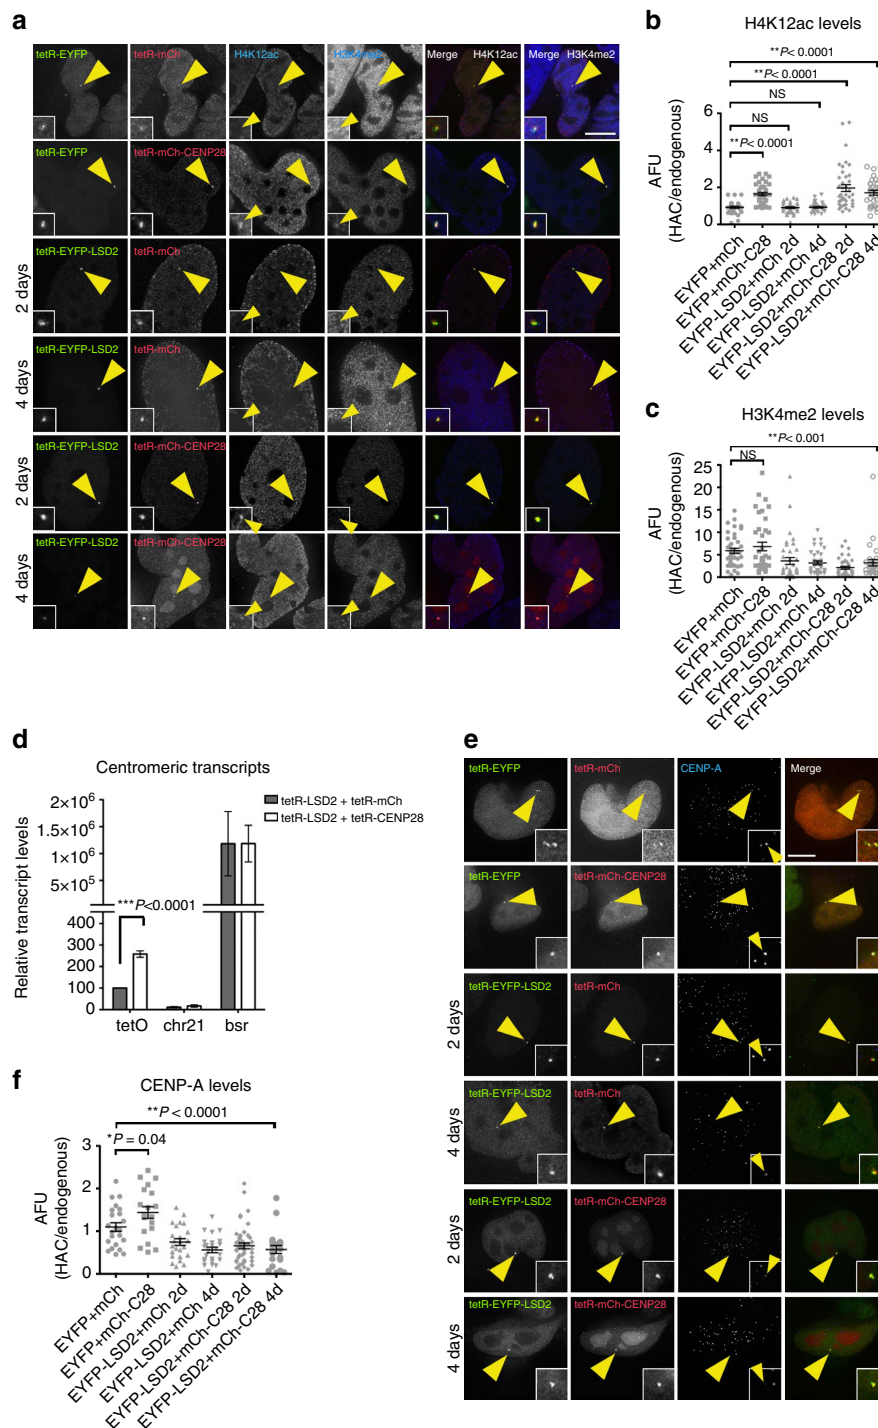 a
tetR-EYFP tetR-mCh H4K12ac H3K4me2 Merge H4K12ac Merge H3K4me2
tetR-EYFP tetR-mCh-CENP28
2 days tetR-EYFP-LSD2 tetR-mCh
4 days tetR-EYFP-LSD2 tetR-mCh
2 days tetR-EYFP-LSD2 tetR-mCh-CENP28
4 days tetR-EYFP-LSD2 tetR-mCh-CENP28
b
H4K12ac levels
**P< 0.0001
**P< 0.0001
NS
NS
**P< 0.0001
AFU
(HAC/endogenous)
6
4
2
0
EYFP+mCh
EYFP+mCh-C28
EYFP-LSD2+mCh 2d
EYFP-LSD2+mCh 4d
EYFP-LSD2+mCh-C28 2d
EYFP-LSD2+mCh-C28 4d
c
H3K4me2 levels
**P< 0.001
NS
AFU
(HAC/endogenous)
25
20
15
10
5
0
EYFP+mCh
EYFP+mCh-C28
EYFP-LSD2+mCh 2d
EYFP-LSD2+mCh 4d
EYFP-LSD2+mCh-C28 2d
EYFP-LSD2+mCh-C28 4d
d
Centromeric transcripts
tetR-LSD2 + tetR-mCh
tetR-LSD2 + tetR-CENP28
Relative transcript levels
2×10⁶
1.5×10⁶
1×10⁶
5×10⁵
***P<0.0001
400
300
200
100
0
tetO chr21 bsr
e
tetR-EYFP tetR-mCh CENP-A Merge
tetR-EYFP tetR-mCh-CENP28
2 days tetR-EYFP-LSD2 tetR-mCh
4 days tetR-EYFP-LSD2 tetR-mCh
2 days tetR-EYFP-LSD2 tetR-mCh-CENP28
4 days tetR-EYFP-LSD2 tetR-mCh-CENP28
f
CENP-A levels
**P < 0.0001
*P = 0.04
AFU
(HAC/endogenous)
3
2
1
0
EYFP+mCh
EYFP+mCh-C28
EYFP-LSD2+mCh 2d
EYFP-LSD2+mCh 4d
EYFP-LSD2+mCh-C28 2d
EYFP-LSD2+mCh-C28 4d